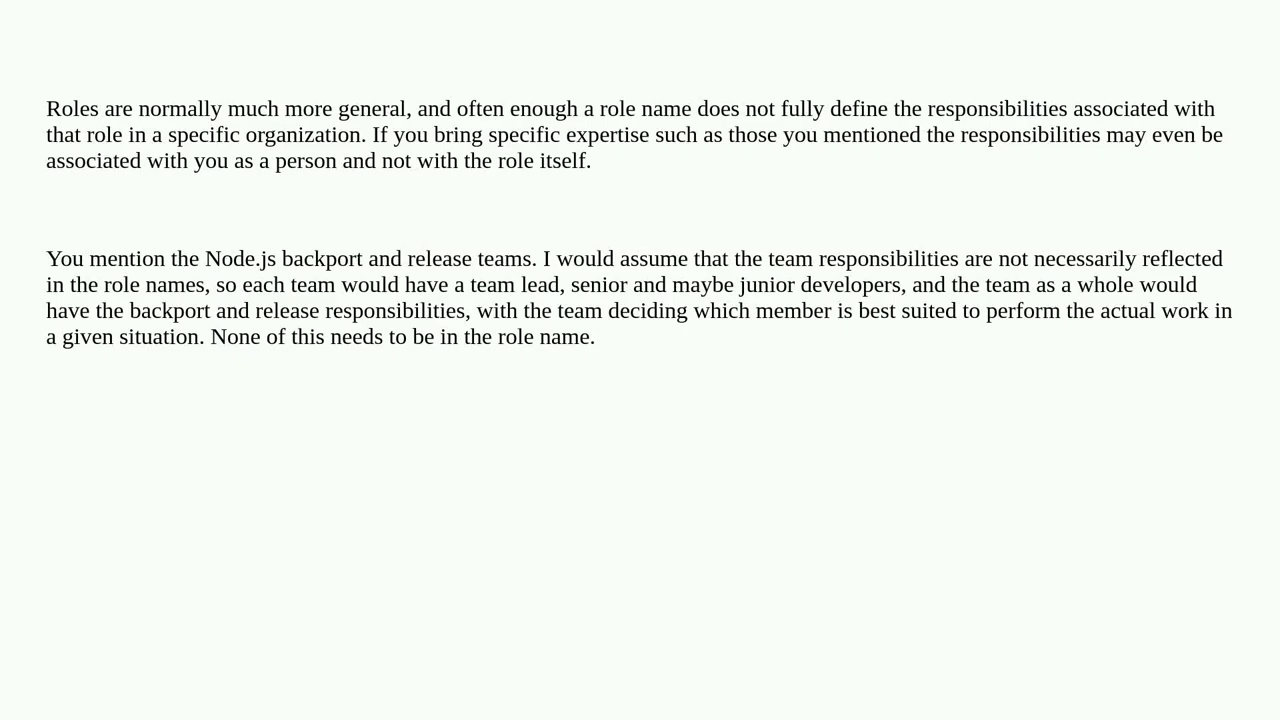 Roles are normally much more general, and often enough a role name does not fully define the responsibilities associated with
that role in a specific organization. If you bring specific expertise such as those you mentioned the responsibilities may even be
associated with you as a person and not with the role itself.
You mention the Node.js backport and release teams. I would assume that the team responsibilities are not necessarily reflected
in the role names, so each team would have a team lead, senior and maybe junior developers, and the team as a whole would
have the backport and release responsibilities, with the team deciding which member is best suited to perform the actual work in
a given situation. None of this needs to be in the role name.